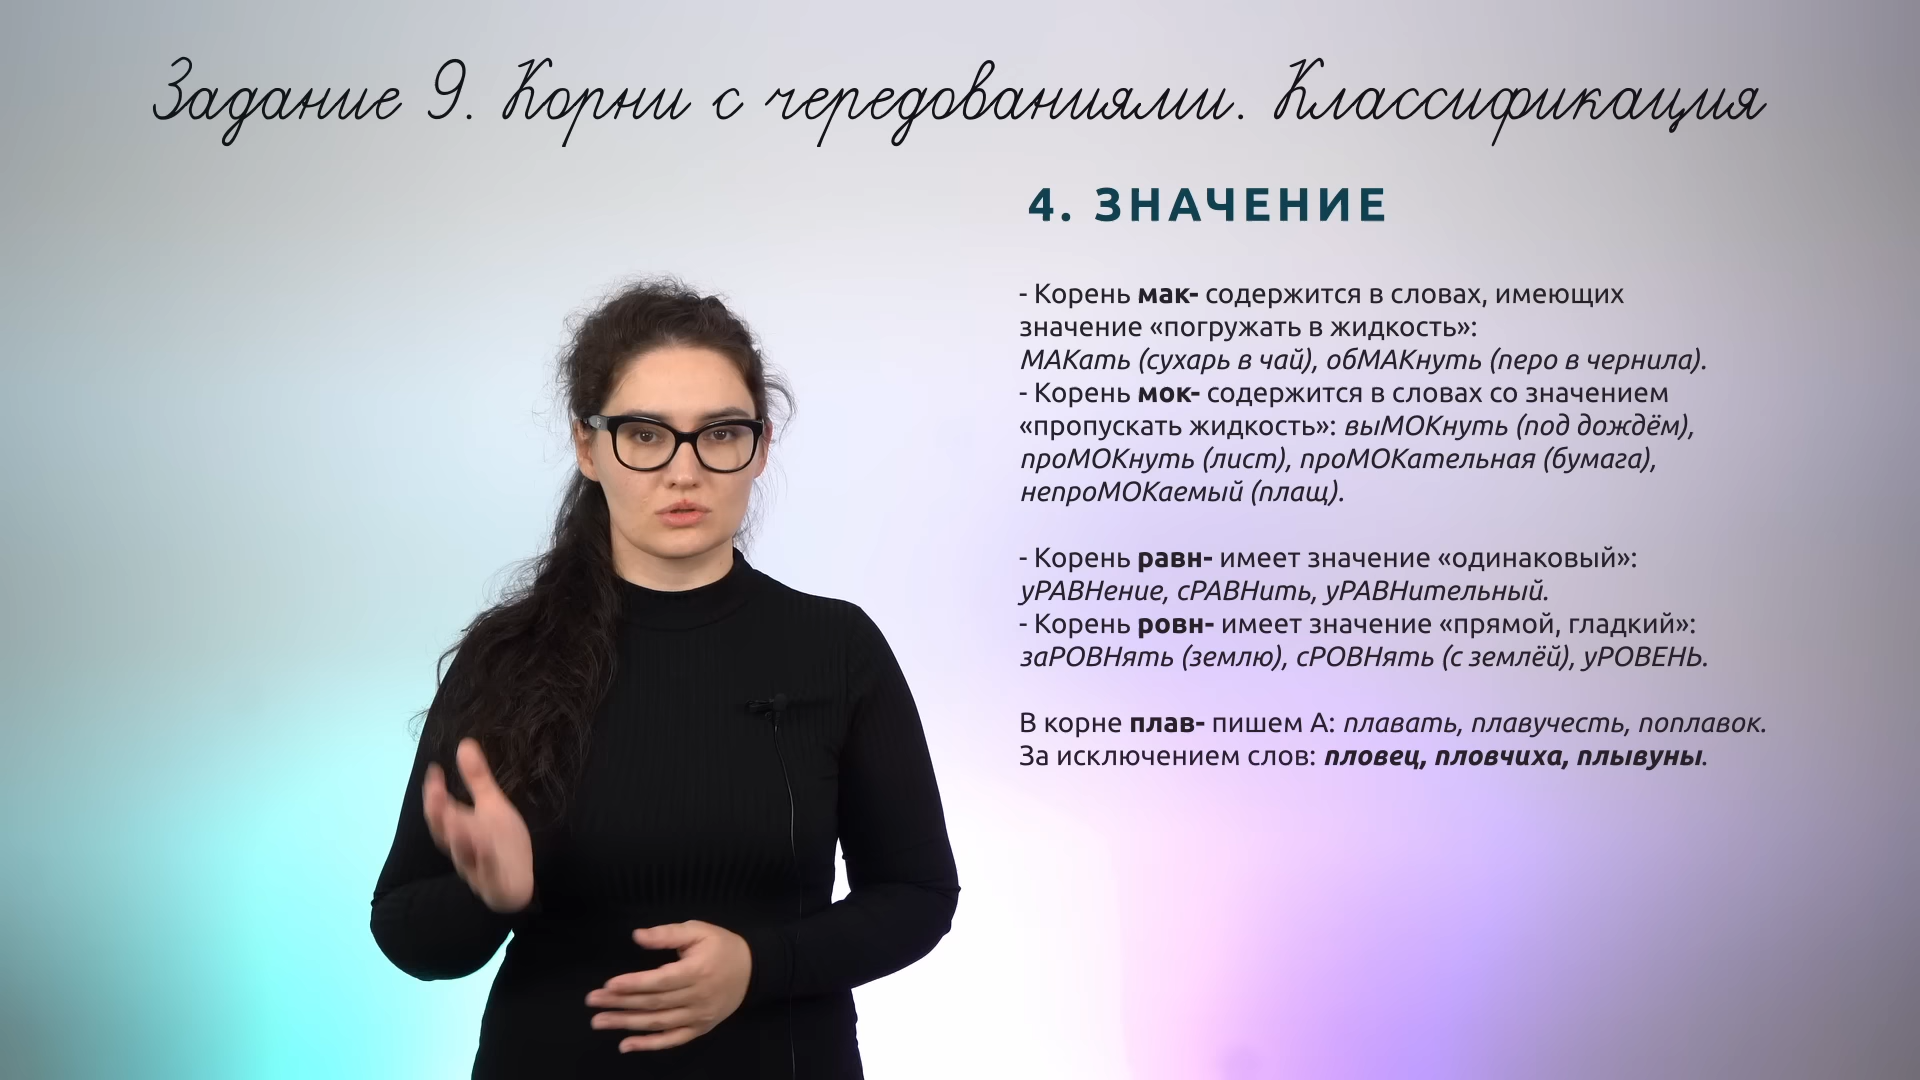 Задание 9. Корни с чередованиями. Классификация
4. ЗНАЧЕНИЕ
- Корень мак- содержится в словах, имеющих
значение «погружать в жидкость»:
МАКать (сухарь в чай), обМАКнуть (перо в чернила).
- Корень мок- содержится в словах со значением
«пропускать жидкость»: выМОКнуть (под дождём),
проМОКнуть (лист), проМОКательная (бумага),
непроМОКаемый (плащ).
- Корень равн- имеет значение «одинаковый»:
уРАВНение, сРАВНить, уРАВНительный.
- Корень ровн- имеет значение «прямой, гладкий»:
заРОВНять (землю), сРОВНять (с землёй), уРОВЕНЬ.
В корне плав- пишем А: плавать, плавучесть, поплавок.
За исключением слов: пловец, пловчиха, плывуны.